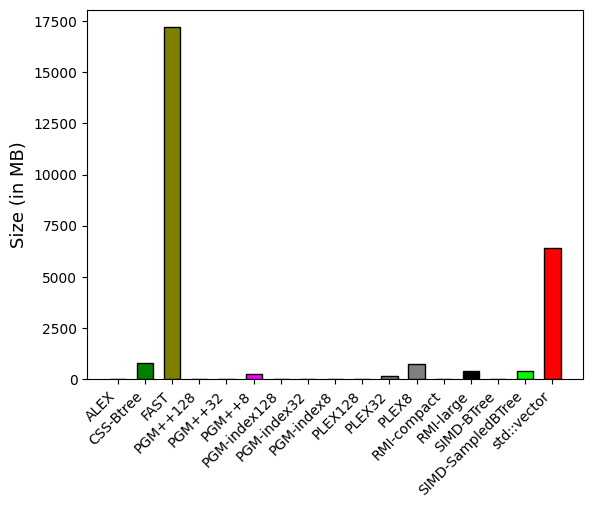 Size (in MB)
17500
15000
12500
10000
7500
5000
2500
0
ALEX
CSS-Btree
FAST
PGM++128
PGM++32
PGM++8
PGM-index128
PGM-index32
PGM-index8
PLEX128
PLEX32
PLEX8
RMI-compact
RMI-large
SIMD-BTree
SIMD-SampledBTree
std::vector